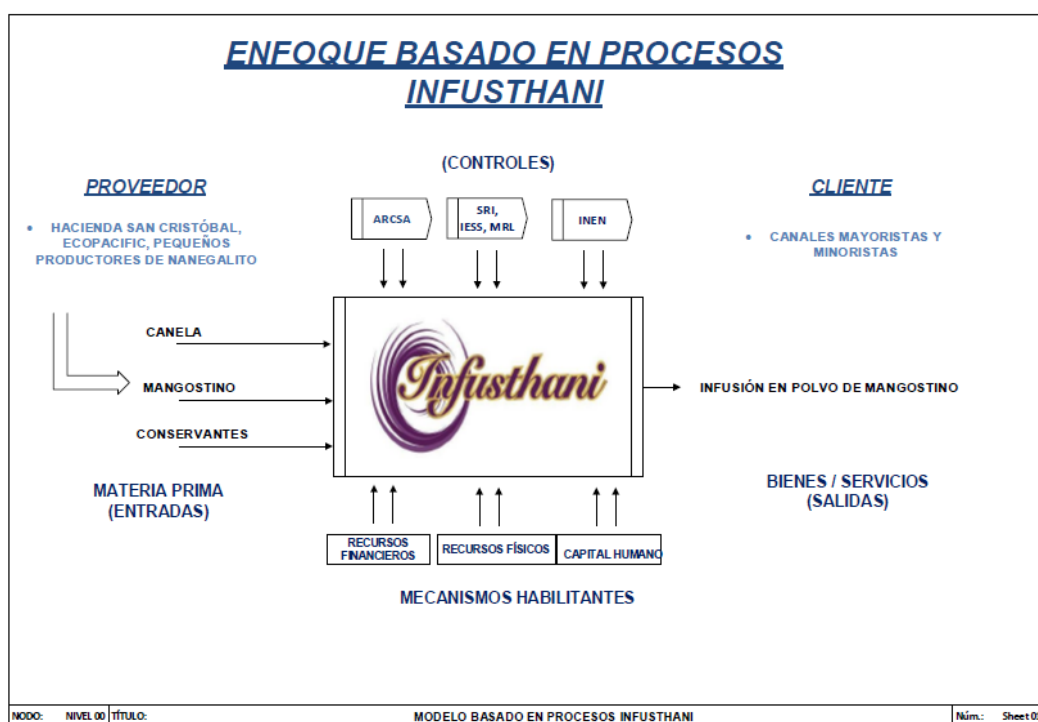 ENFOQUE BASADO EN PROCESOS
INFUSTHANI
(CONTROLES)
PROVEEDOR
• HACIENDA SAN CRISTÓBAL,
ECOPACIFIC, PEQUEÑOS
PRODUCTORES DE NANEGALITO
ARCSA
SRI,
IESS, MRL
INEN
CLIENTE
• CANALES MAYORISTAS Y
MINORISTAS
CANELA
MANGOSTINO
CONSERVANTES
Infusthani
INFUSIÓN EN POLVO DE MANGOSTINO
MATERIA PRIMA
(ENTRADAS)
BIENES / SERVICIOS
(SALIDAS)
RECURSOS
FINANCIEROS
RECURSOS FÍSICOS
CAPITAL HUMANO
MECANISMOS HABILITANTES
NODO: NIVEL 00 TÍTULO: MODELO BASADO EN PROCESOS INFUSTHANI Núm.: Sheet